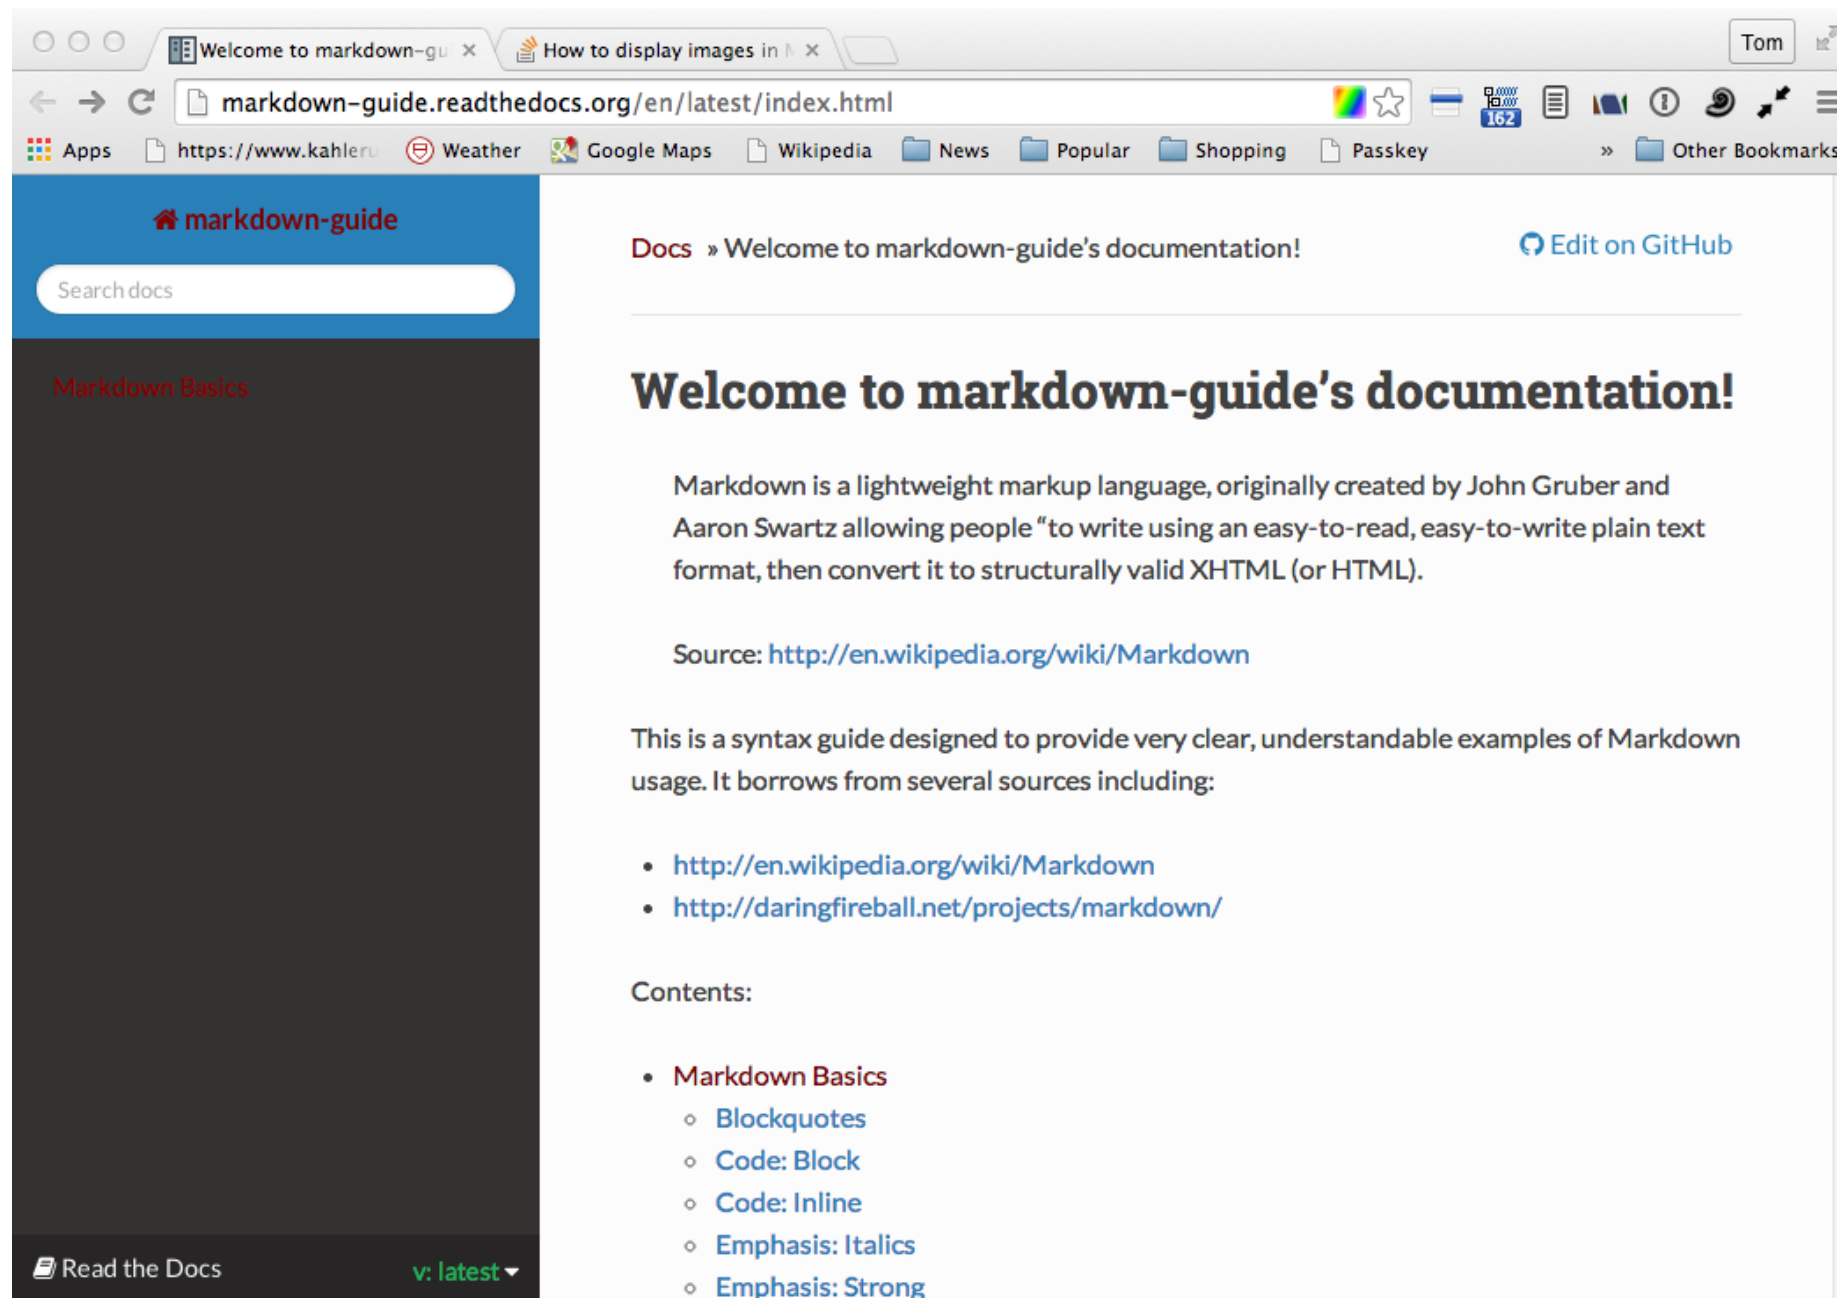 Welcome to markdown-gu
How to display images in
Tom
markdown-guide.readthedocs.org/en/latest/index.html
162
Apps
https://www.kahleru
Weather
Google Maps
Wikipedia
News
Popular
Shopping
Passkey
»
Other Bookmarks
markdown-guide
Search docs
Markdown Basics
Docs » Welcome to markdown-guide's documentation!
Edit on GitHub
Welcome to markdown-guide's documentation!
Markdown is a lightweight markup language, originally created by John Gruber and
Aaron Swartz allowing people “to write using an easy-to-read, easy-to-write plain text
format, then convert it to structurally valid XHTML (or HTML).
Source: http://en.wikipedia.org/wiki/Markdown
This is a syntax guide designed to provide very clear, understandable examples of Markdown
usage. It borrows from several sources including:
• http://en.wikipedia.org/wiki/Markdown
• http://daringfireball.net/projects/markdown/
Contents:
• Markdown Basics
◦ Blockquotes
◦ Code: Block
◦ Code: Inline
◦ Emphasis: Italics
◦ Emphasis: Strong
Read the Docs
v: latest